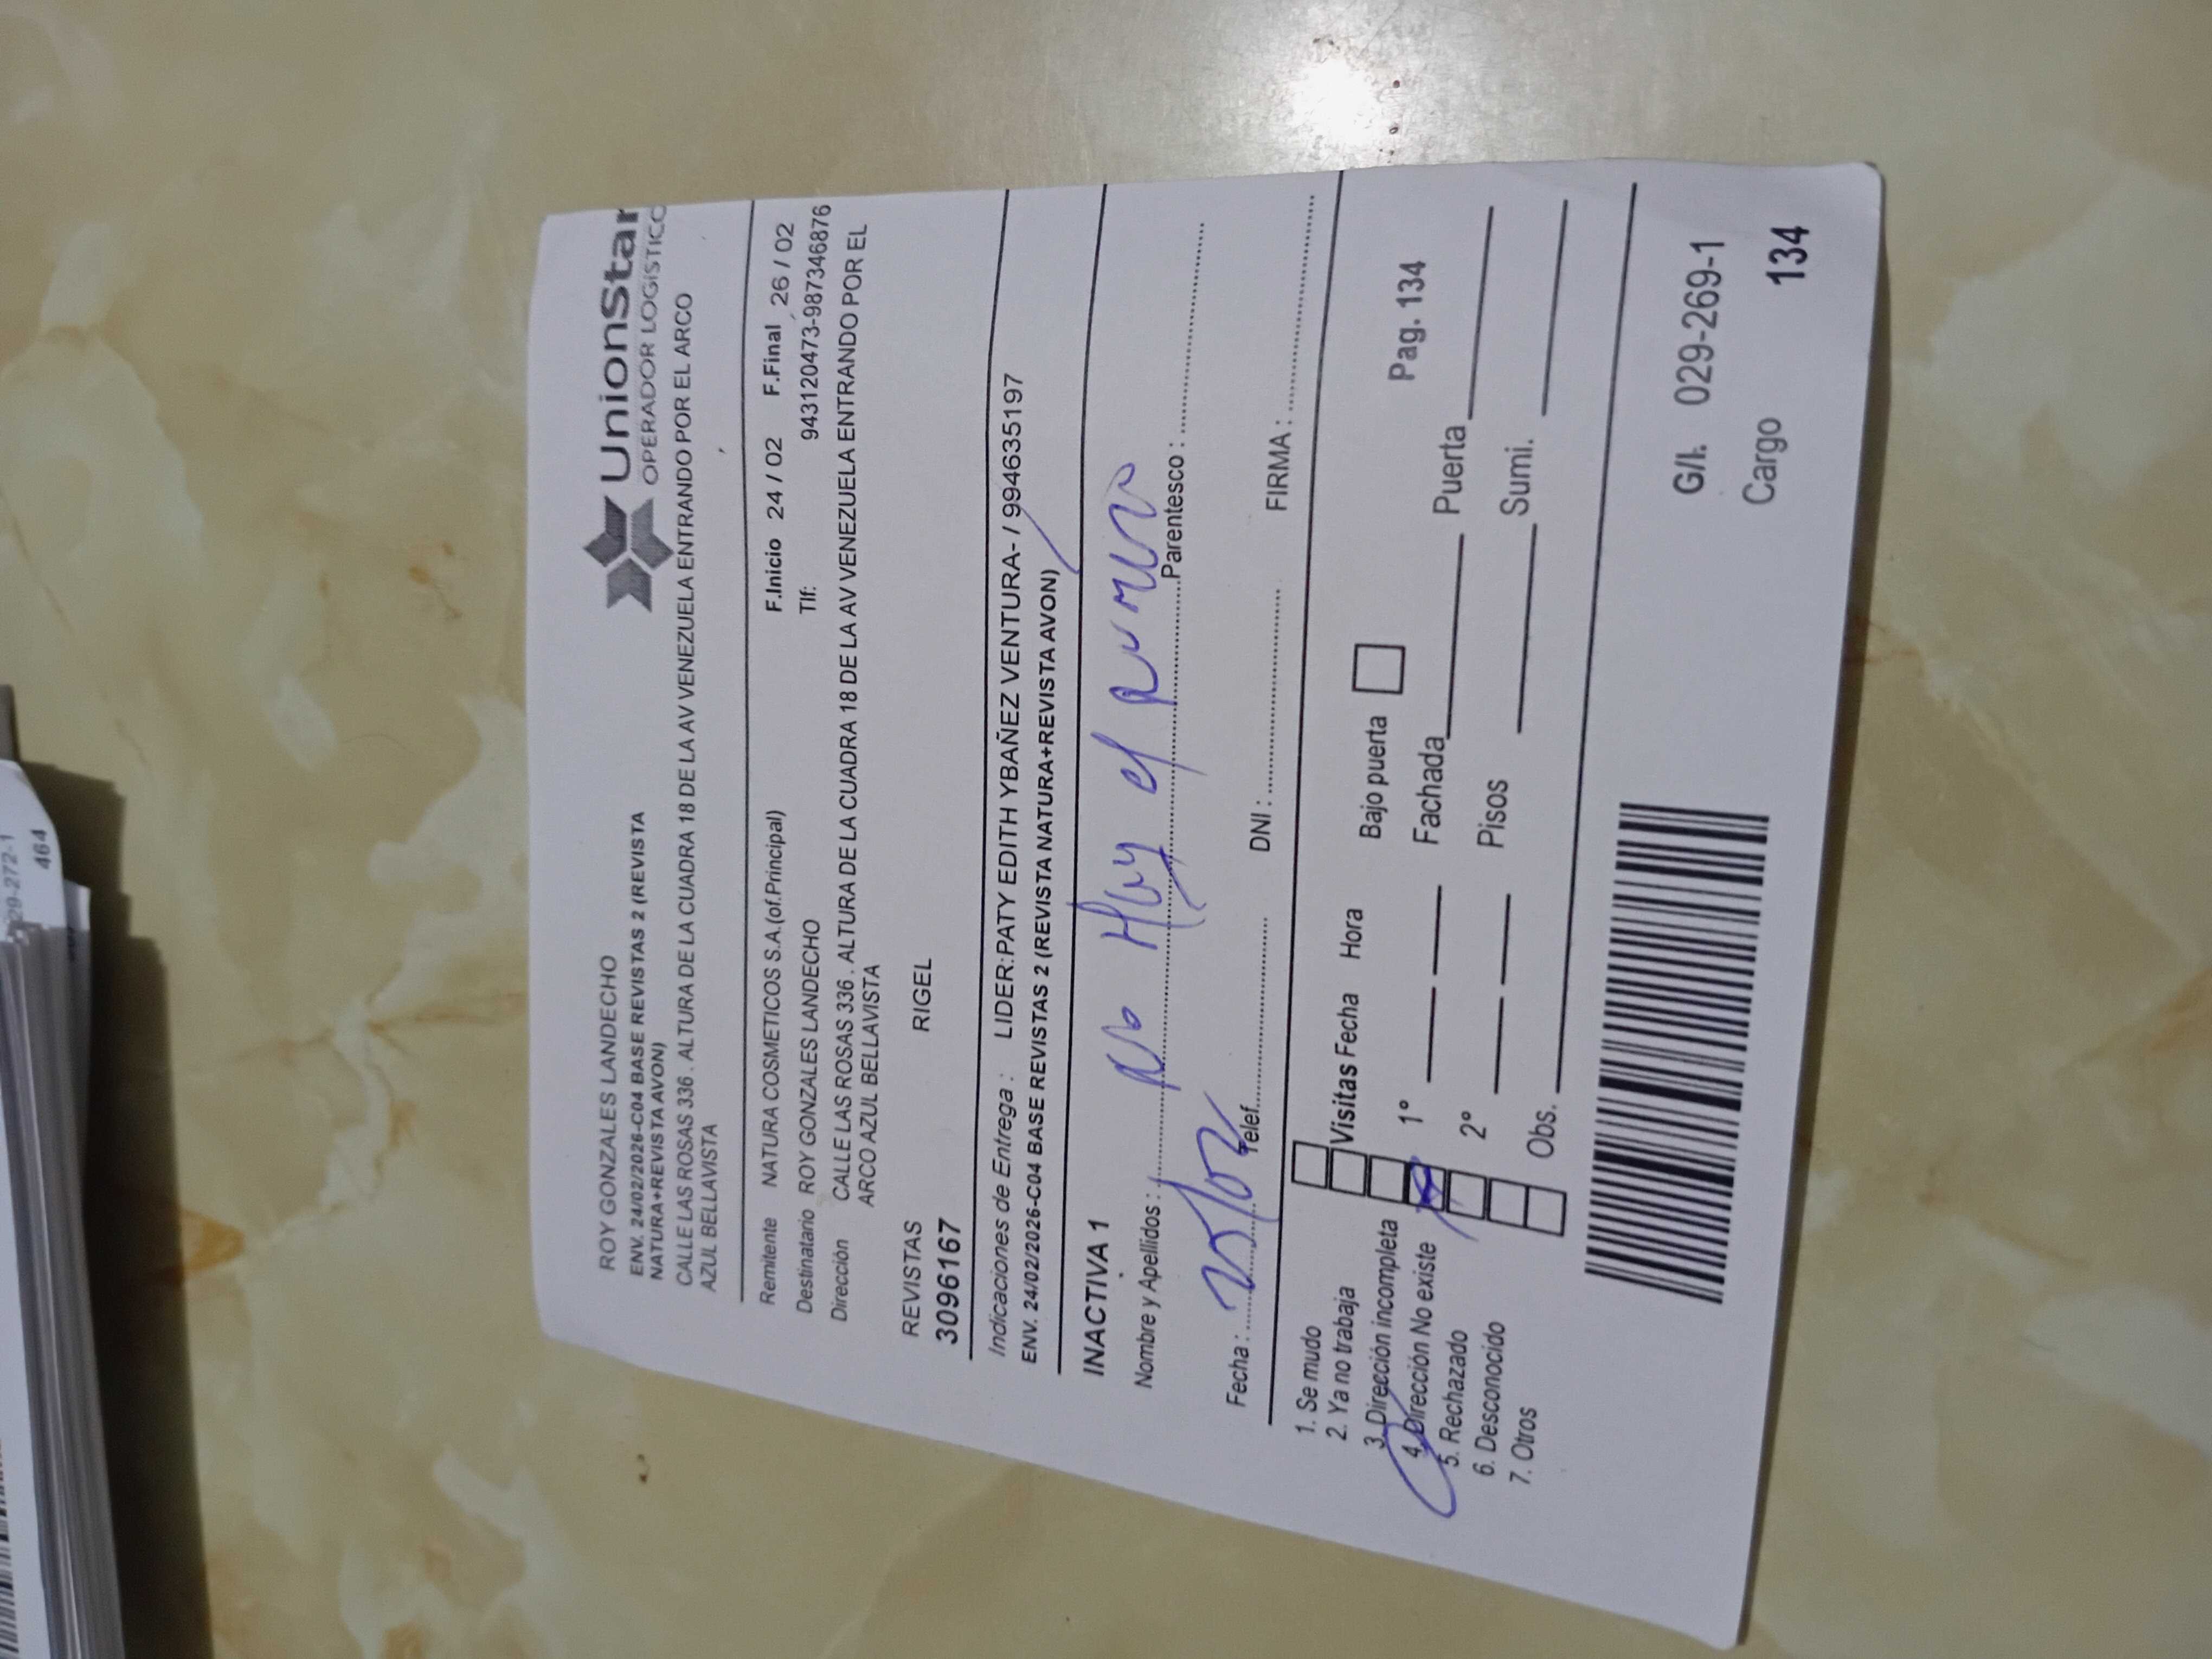 ROY GONZALES LANDECHO
ENV. 24/02/2026-C04 BASE REVISTAS 2 (REVISTA
NATURA+REVISTA AVON)
UnionStar
OPERADOR LOGISTICO
CALLE LAS ROSAS 336 . ALTURA DE LA CUADRA 18 DE LA AV VENEZUELA ENTRANDO POR EL ARCO
AZUL BELLAVISTA
Remitente NATURA COSMETICOS S.A.(of.Principal) F.Inicio 24 / 02 F.Final 26 / 02
Destinatario ROY GONZALES LANDECHO Tlf: 943120473-987346876
Dirección CALLE LAS ROSAS 336 . ALTURA DE LA CUADRA 18 DE LA AV VENEZUELA ENTRANDO POR EL
ARCO AZUL BELLAVISTA
REVISTAS RIGEL
3096167
Indicaciones de Entrega : LIDER:PATY EDITH YBAÑEZ VENTURA- / 994635197
ENV. 24/02/2026-C04 BASE REVISTAS 2 (REVISTA NATURA+REVISTA AVON)
INACTIVA 1
Nombre y Apellidos : No Hay el numero Parentesco :
Fecha : 25/02 Telef. DNI : FIRMA :
1. Se mudo
2. Ya no trabaja Visitas Fecha Hora Bajo puerta
3. Dirección incompleta
4. Dirección No existe 1° Fachada Puerta Pag. 134
5. Rechazado
6. Desconocido 2° Pisos Sumi.
7. Otros Obs.
G/I. 029-269-1
Cargo 134
29-272-1
464